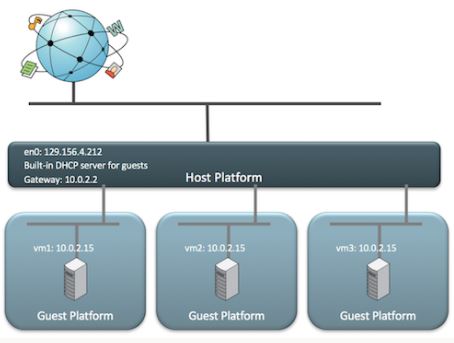 W
en0: 129.156.4.212
Built-in DHCP server for guests
Gateway: 10.0.2.2
Host Platform
vm1: 10.0.2.15
vm2: 10.0.2.15
vm3: 10.0.2.15
Guest Platform
Guest Platform
Guest Platform